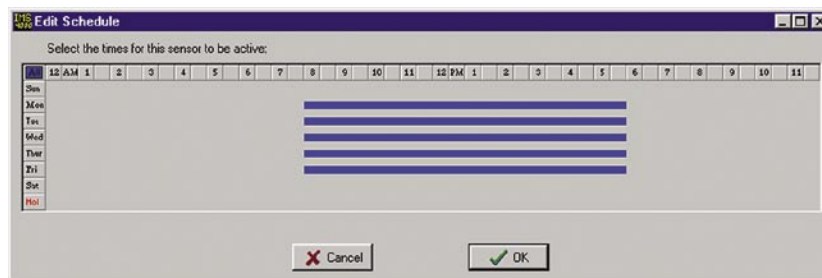 IMS 4000 Edit Schedule
Select the times for this sensor to be active:
All 12 AM 1 2 3 4 5 6 7 8 9 10 11 12 PM 1 2 3 4 5 6 7 8 9 10 11
Sun
Mon
Tue
Wed
Thur
Fri
Sat
Hol
Cancel OK